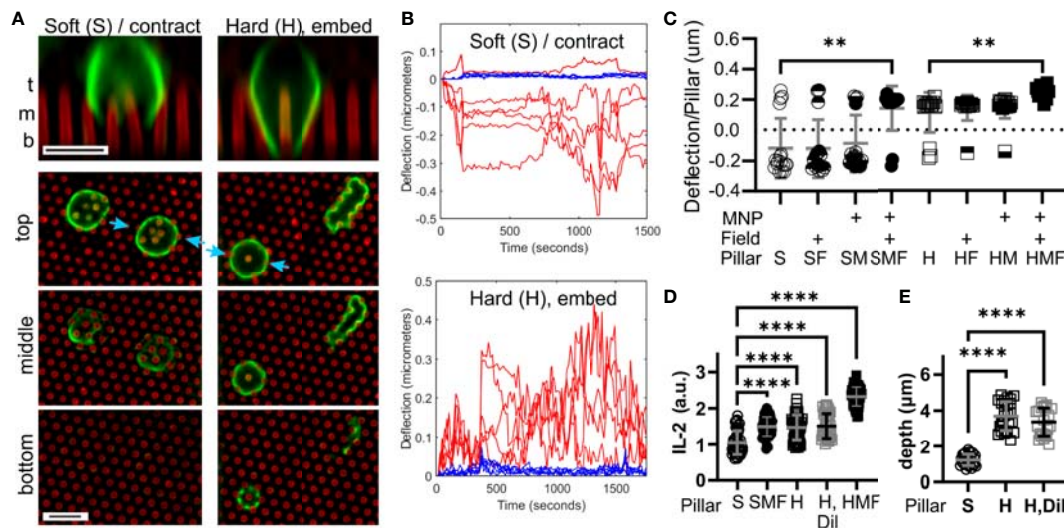 A
Soft (S) / contract
Hard (H), embed
t
m
b
top
middle
bottom
B
Soft (S) / contract
Deflection (micrometers)
0.1
0
-0.1
-0.2
-0.3
-0.4
-0.5
0 500 1000 1500
Time (seconds)
Hard (H), embed
Deflection (micrometers)
0.4
0.3
0.2
0.1
0
0 500 1000 1500
Time (seconds)
C
Deflection/Pillar (um)
0.4
0.2
0.0
-0.2
-0.4
** **
MNP + + + +
Field + + + +
Pillar S SF SM SMF H HF HM HMF
D
IL-2 (a.u.)
3
2
1
0
****
****
****
****
Pillar S SMF H H, HMF
Dil
E
depth (µm)
8
6
4
2
0
****
****
Pillar S H H,Dil